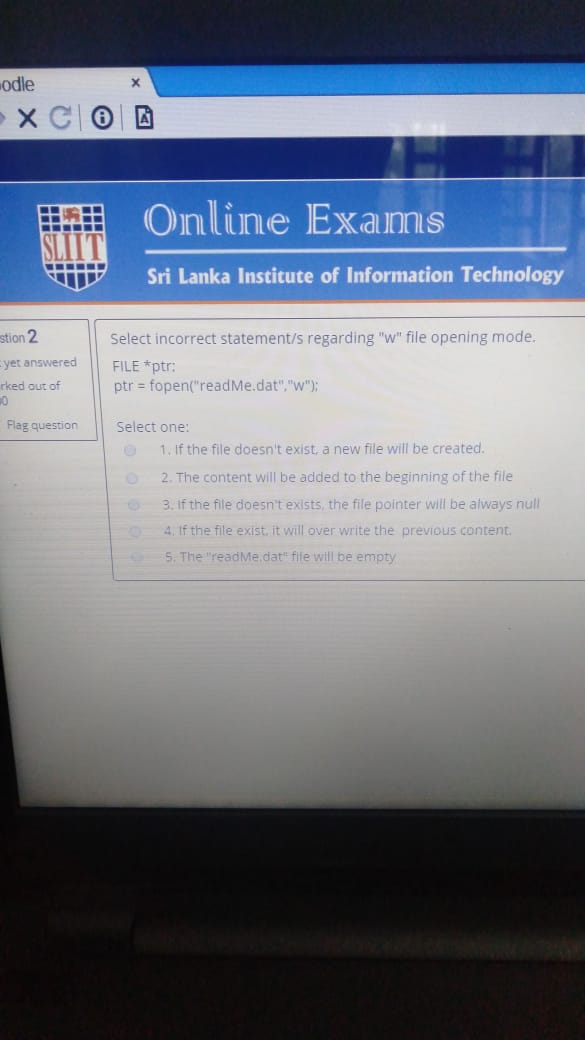 odle
SLIIT
Online Exams
Sri Lanka Institute of Information Technology
stion 2
yet answered
rked out of
0
Flag question
Select incorrect statement/s regarding "w" file opening mode.
FILE *ptr;
ptr = fopen("readMe.dat","w");
Select one:
1. If the file doesn't exist, a new file will be created.
2. The content will be added to the beginning of the file
3. If the file doesn't exists, the file pointer will be always null
4. If the file exist, it will over write the previous content.
5. The "readMe.dat" file will be empty